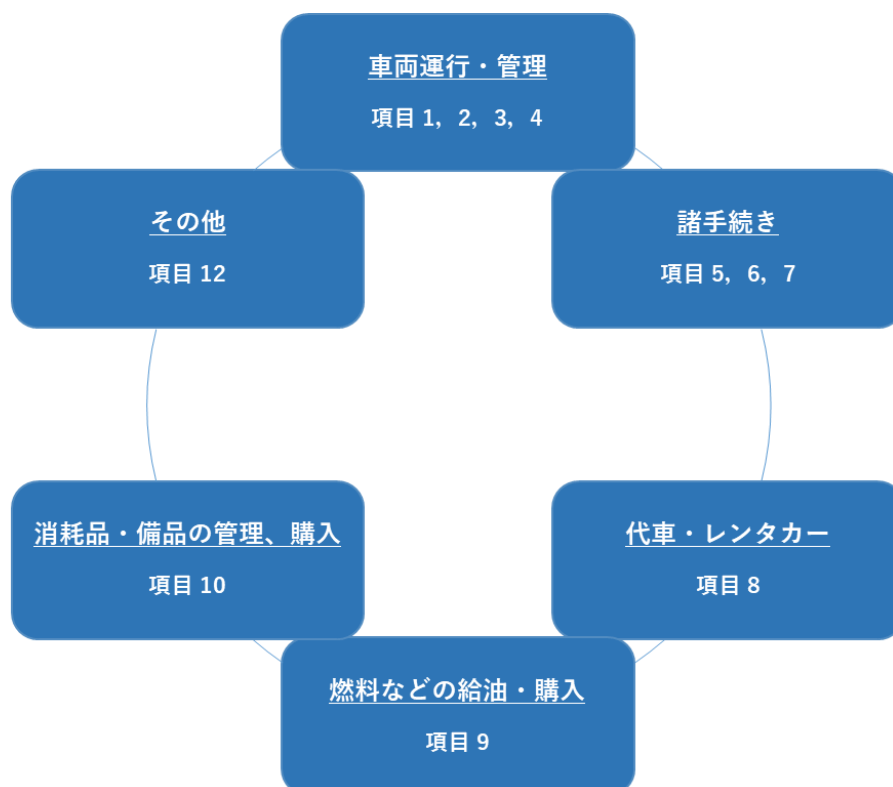 車両運行・管理
項目 1，2，3，4
その他
項目 12
諸手続き
項目 5，6，7
消耗品・備品の管理、購入
項目 10
代車・レンタカー
項目 8
燃料などの給油・購入
項目 9